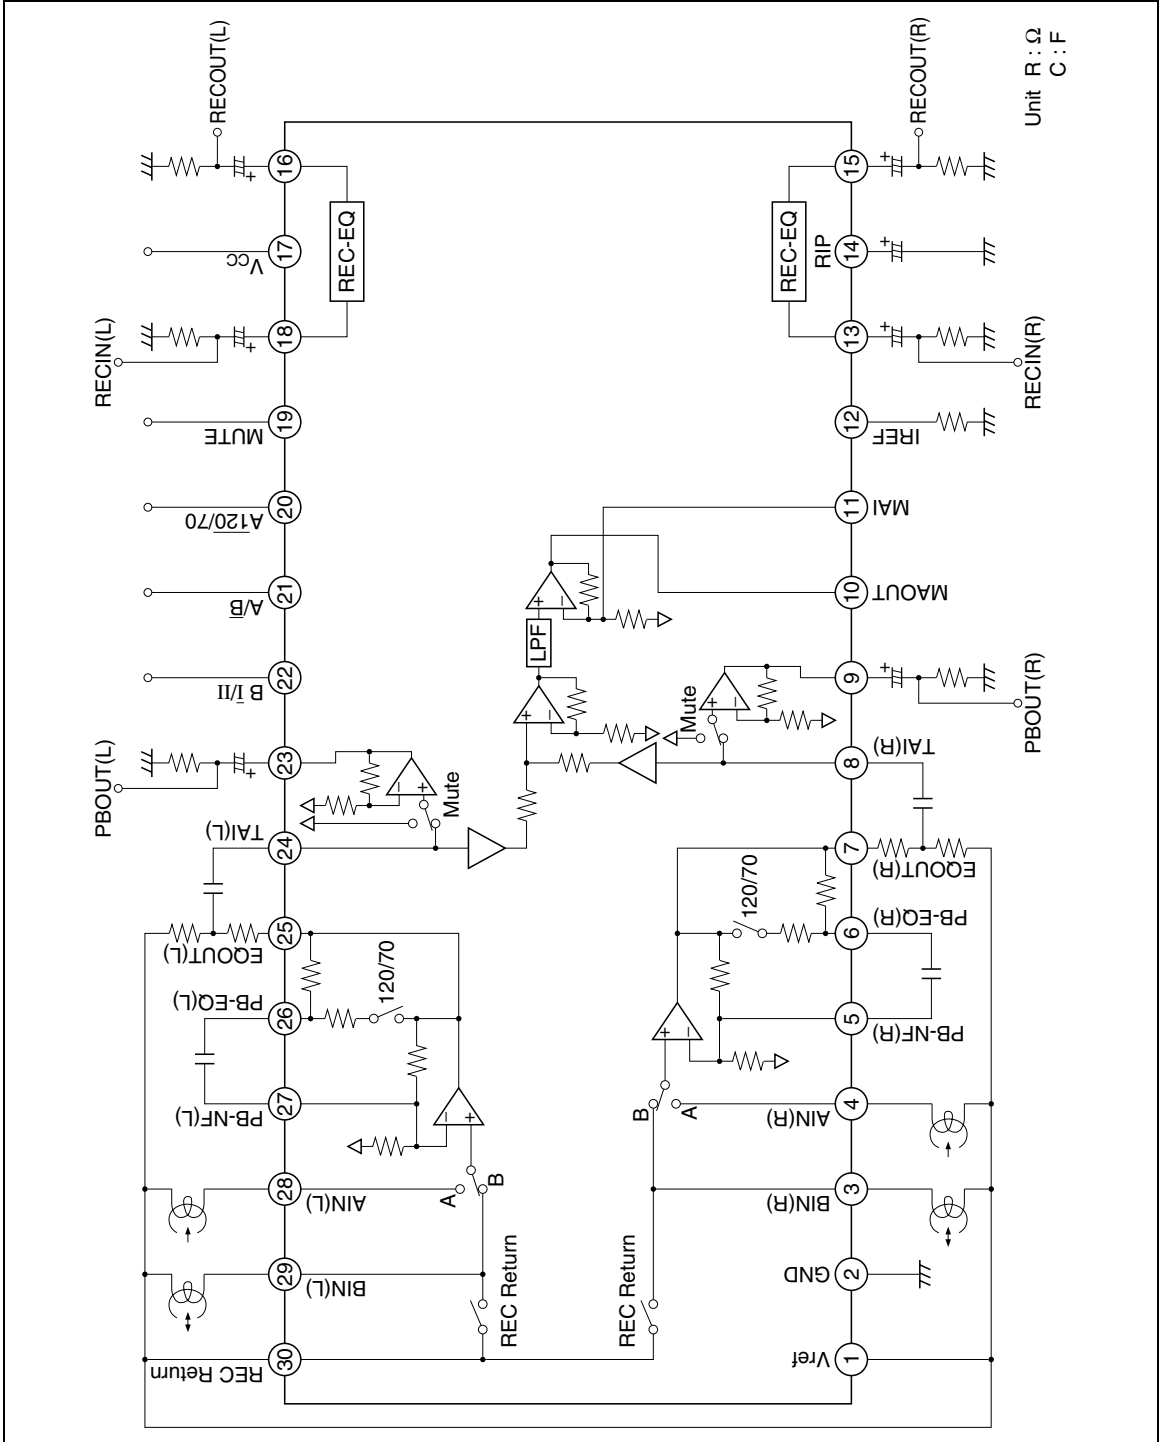 RECOUT(L)
RECOUT(R)
Unit R : Ω
C : F
16
15
REC-EQ
REC-EQ
17
VCC
14
RIP
18
13
RECIN(L)
RECIN(R)
19
MUTE
12
IREF
20
A120/70
11
MAI
21
A/B
10
MAOUT
LPF
22
B I/II
9
Mute
PBOUT(R)
23
PBOUT(L)
8
TAI(R)
Mute
24
TAI(L)
7
EQOUT(R)
25
EQOUT(L)
120/70
6
PB-EQ(R)
26
PB-EQ(L)
120/70
5
PB-NF(R)
27
PB-NF(L)
B
A
4
AIN(R)
28
AIN(L)
A
B
3
BIN(R)
29
BIN(L)
REC Return
REC Return
2
GND
30
REC Return
1
Vref
+
+
+
+
+
+
+
+
−
+
−
+
−
+
−
+
−
+
−